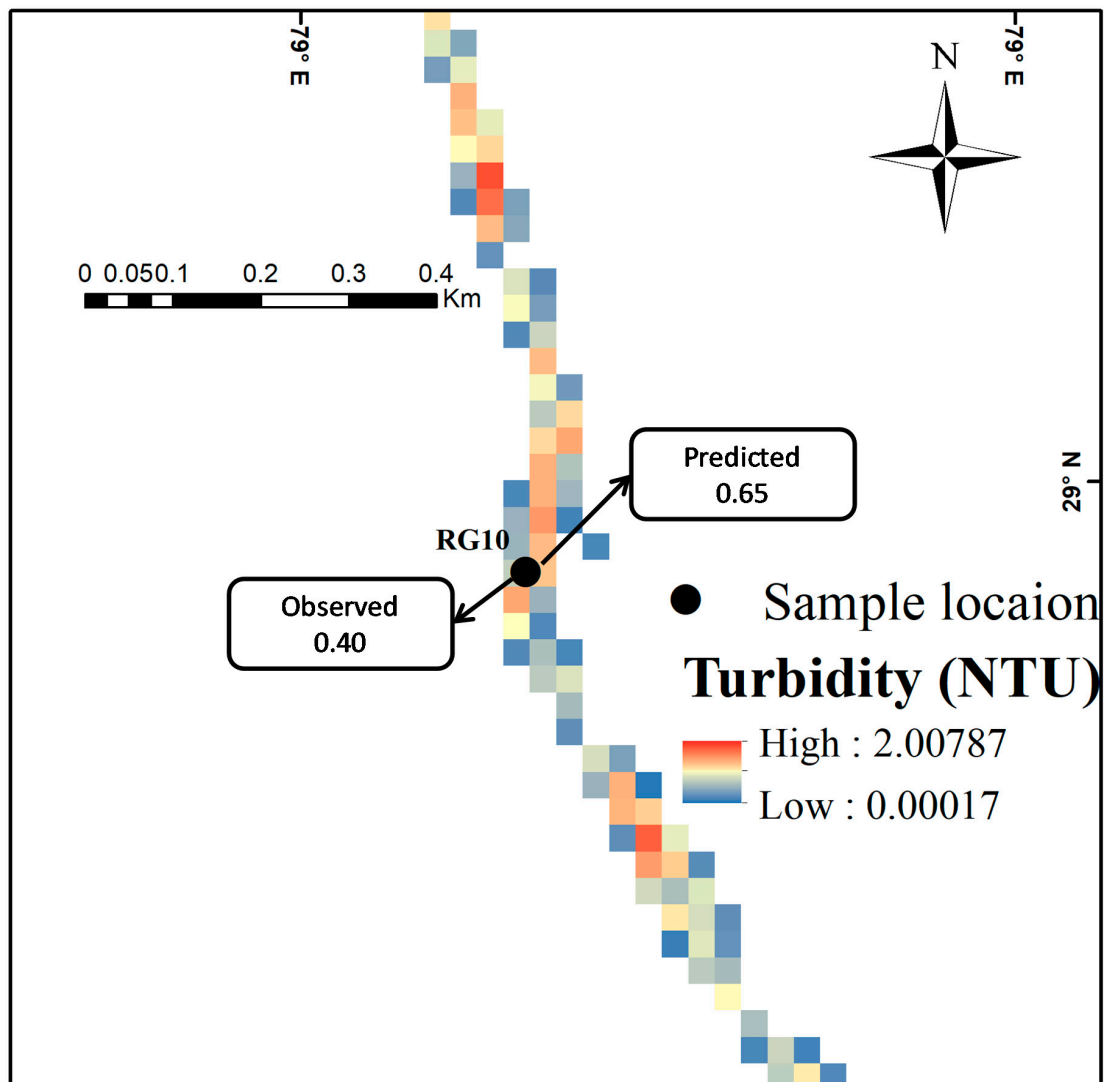 79° E
79° E
N
0 0.050.1 0.2 0.3 0.4
Km
Predicted
0.65
29° N
RG10
Observed
0.40
Sample locaion
Turbidity (NTU)
High : 2.00787
Low : 0.00017